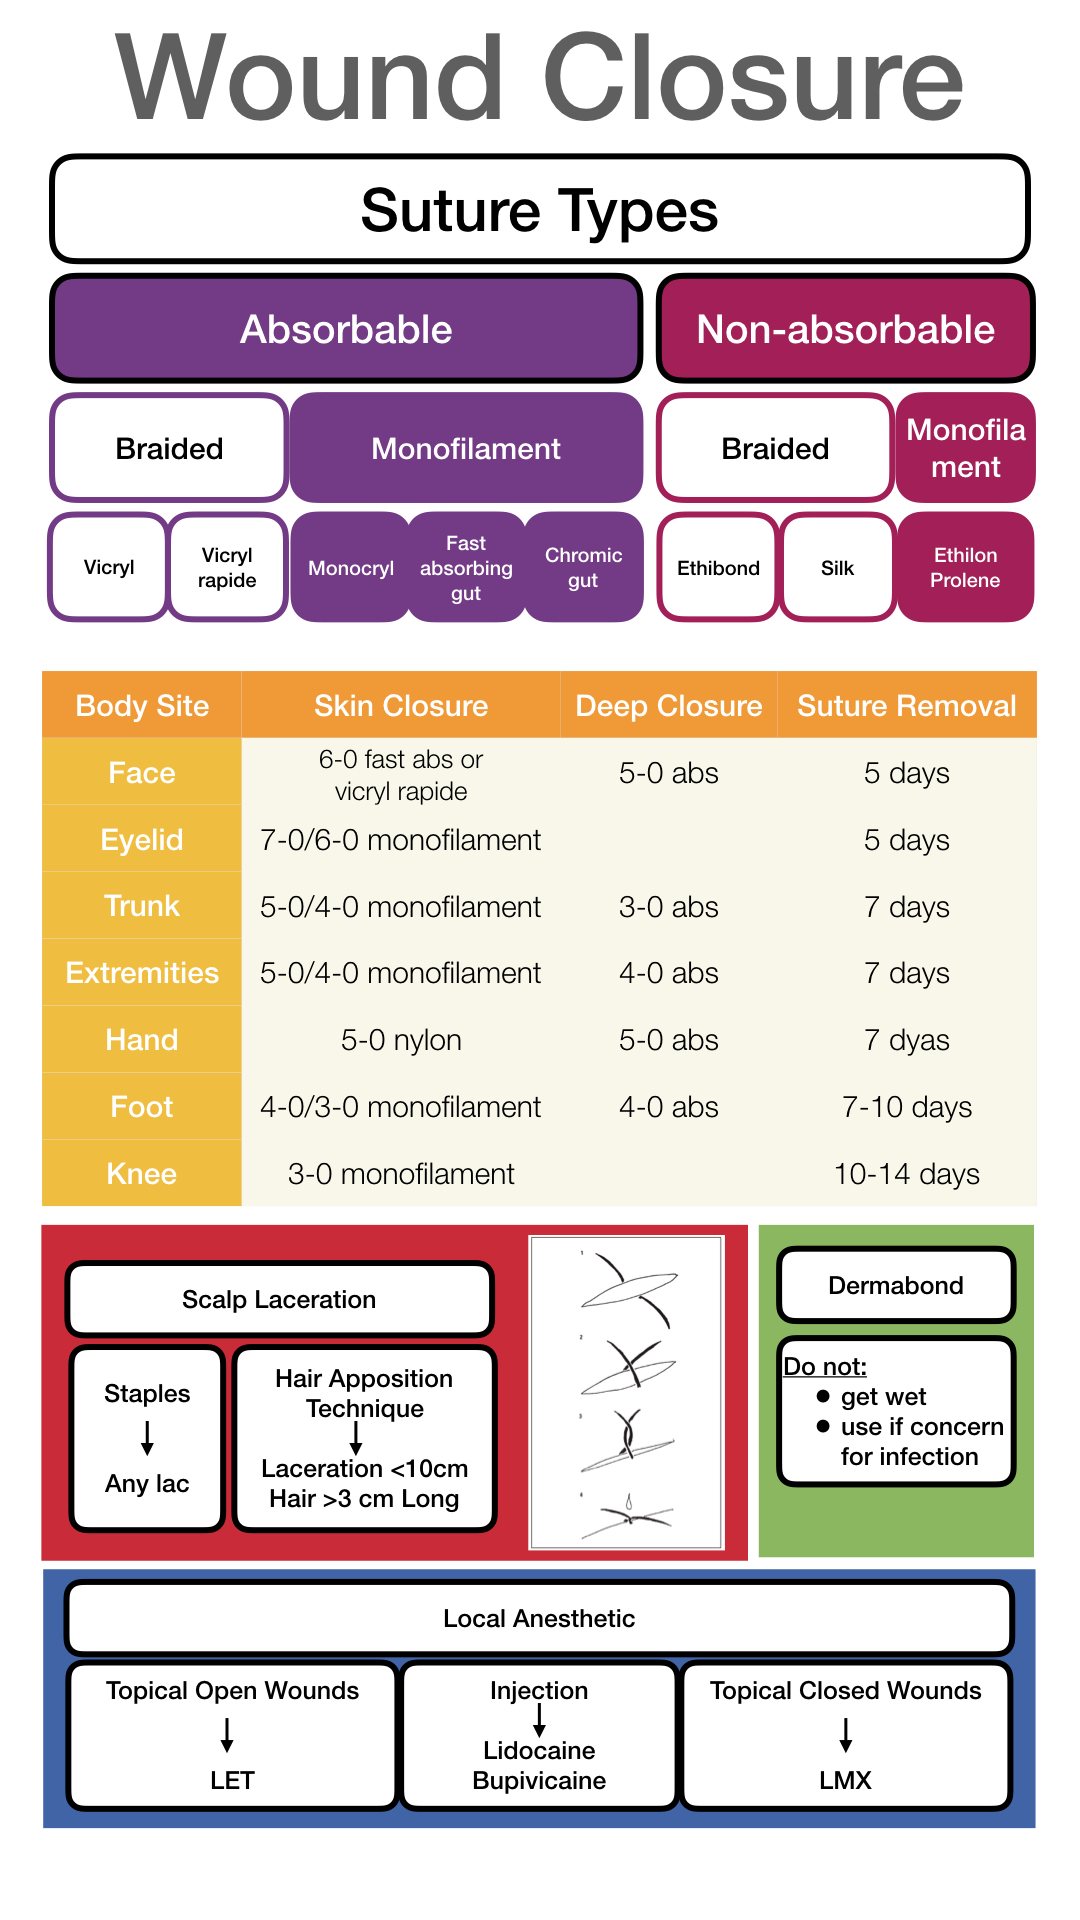 Wound Closure
Suture Types
Absorbable
Non-absorbable
Braided
Monofilament
Braided
Monofila
ment
Vicryl
Vicryl
rapide
Monocryl
Fast
absorbing
gut
Chromic
gut
Ethibond
Silk
Ethilon
Prolene
Body Site Skin Closure Deep Closure Suture Removal
Face 6-0 fast abs or
vicryl rapide 5-0 abs 5 days
Eyelid 7-0/6-0 monofilament 5 days
Trunk 5-0/4-0 monofilament 3-0 abs 7 days
Extremities 5-0/4-0 monofilament 4-0 abs 7 days
Hand 5-0 nylon 5-0 abs 7 dyas
Foot 4-0/3-0 monofilament 4-0 abs 7-10 days
Knee 3-0 monofilament 10-14 days
Scalp Laceration
Staples
Any lac
Hair Apposition
Technique
Laceration <10cm
Hair >3 cm Long
1
2
3
4
Dermabond
Do not:
● get wet
● use if concern
for infection
Local Anesthetic
Topical Open Wounds
LET
Injection
Lidocaine
Bupivicaine
Topical Closed Wounds
LMX